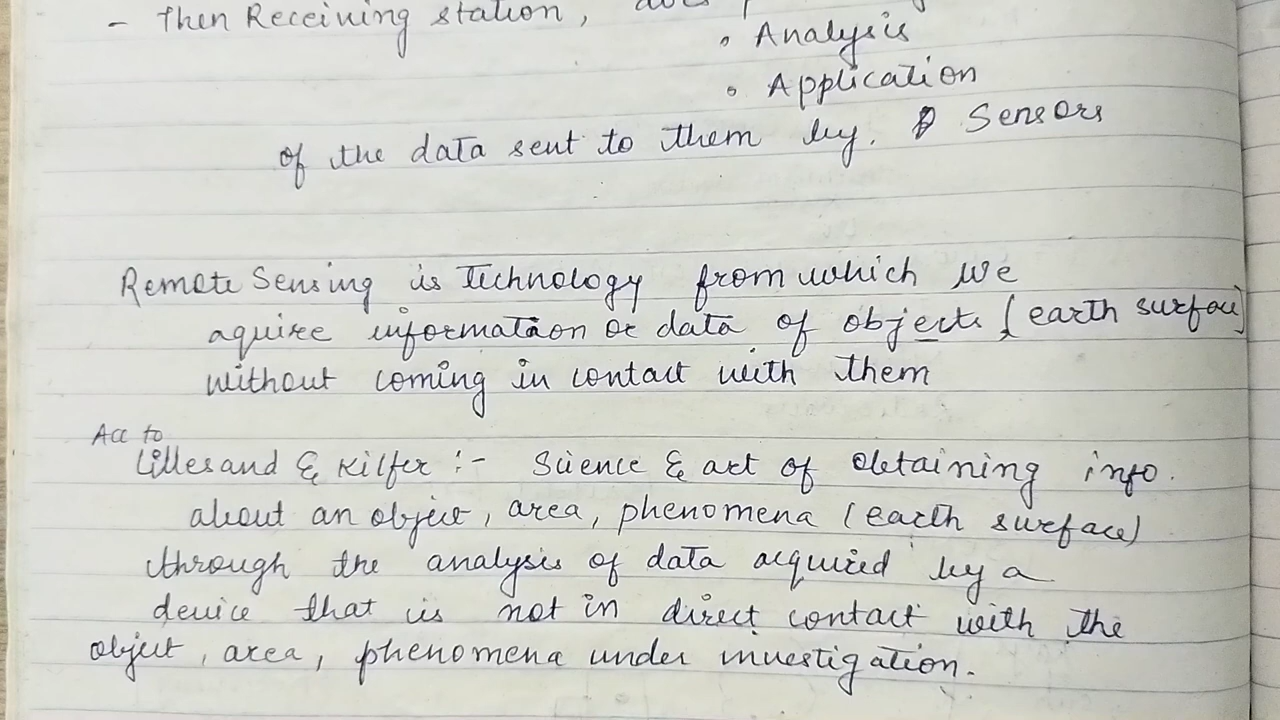 - Then Receiving station, does
• Analysis
• Application
of the data sent to them by. Sensors
Remote Sensing is Technology from which we
aquire information or data of objects (earth surface)
without coming in contact with them
Acc to
Lillesand & Kilfer :- Science & art of obtaining info.
about an object, area, phenomena (earth surface)
through the analysis of data acquired by a
device that is not in direct contact with the
object, area, phenomena under investigation.